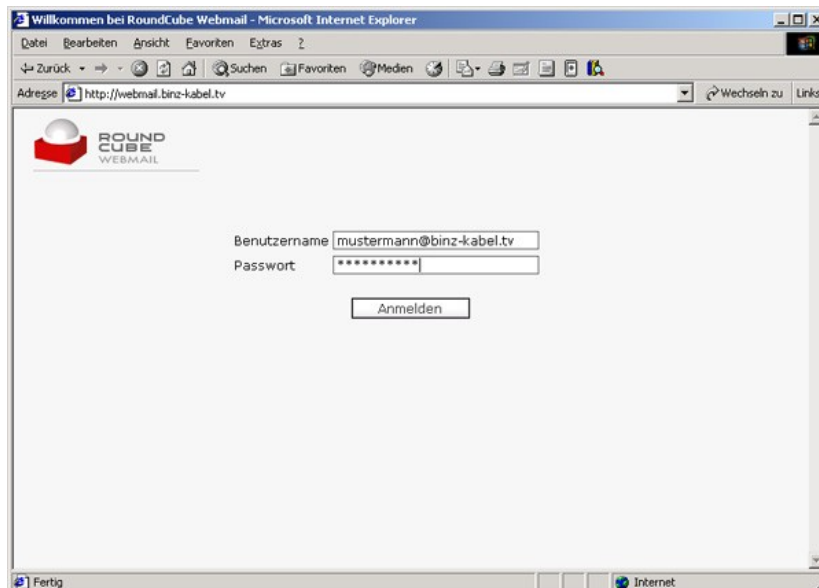 Willkommen bei RoundCube Webmail - Microsoft Internet Explorer
Datei Bearbeiten Ansicht Favoriten Extras ?
Zurück Suchen Favoriten Medien
Adresse http://webmail.binz-kabel.tv Wechseln zu Links
ROUND
CUBE
WEBMAIL
Benutzername mustermann@binz-kabel.tv
Passwort **********
Anmelden
Fertig Internet